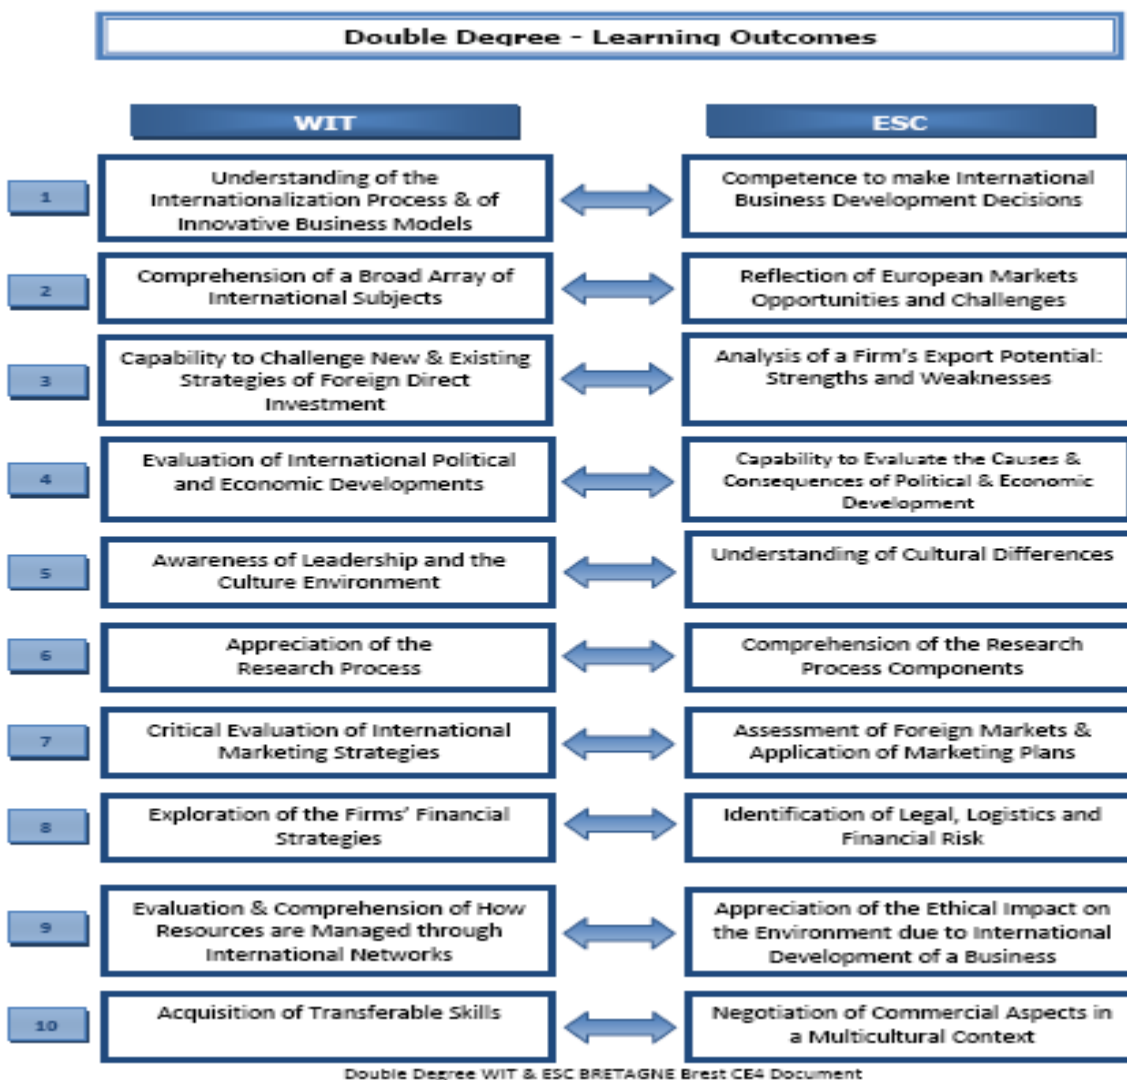 Double Degree - Learning Outcomes
WIT
ESC
1
Understanding of the
Internationalization Process & of
Innovative Business Models
Competence to make International
Business Development Decisions
2
Comprehension of a Broad Array of
International Subjects
Reflection of European Markets
Opportunities and Challenges
3
Capability to Challenge New & Existing
Strategies of Foreign Direct
Investment
Analysis of a Firm's Export Potential:
Strengths and Weaknesses
4
Evaluation of International Political
and Economic Developments
Capability to Evaluate the Causes &
Consequences of Political & Economic
Development
5
Awareness of Leadership and the
Culture Environment
Understanding of Cultural Differences
6
Appreciation of the
Research Process
Comprehension of the Research
Process Components
7
Critical Evaluation of International
Marketing Strategies
Assessment of Foreign Markets &
Application of Marketing Plans
8
Exploration of the Firms' Financial
Strategies
Identification of Legal, Logistics and
Financial Risk
9
Evaluation & Comprehension of How
Resources are Managed through
International Networks
Appreciation of the Ethical Impact on
the Environment due to International
Development of a Business
10
Acquisition of Transferable Skills
Negotiation of Commercial Aspects in
a Multicultural Context
Double Degree WIT & ESC BRETAGNE Brest CE4 Document